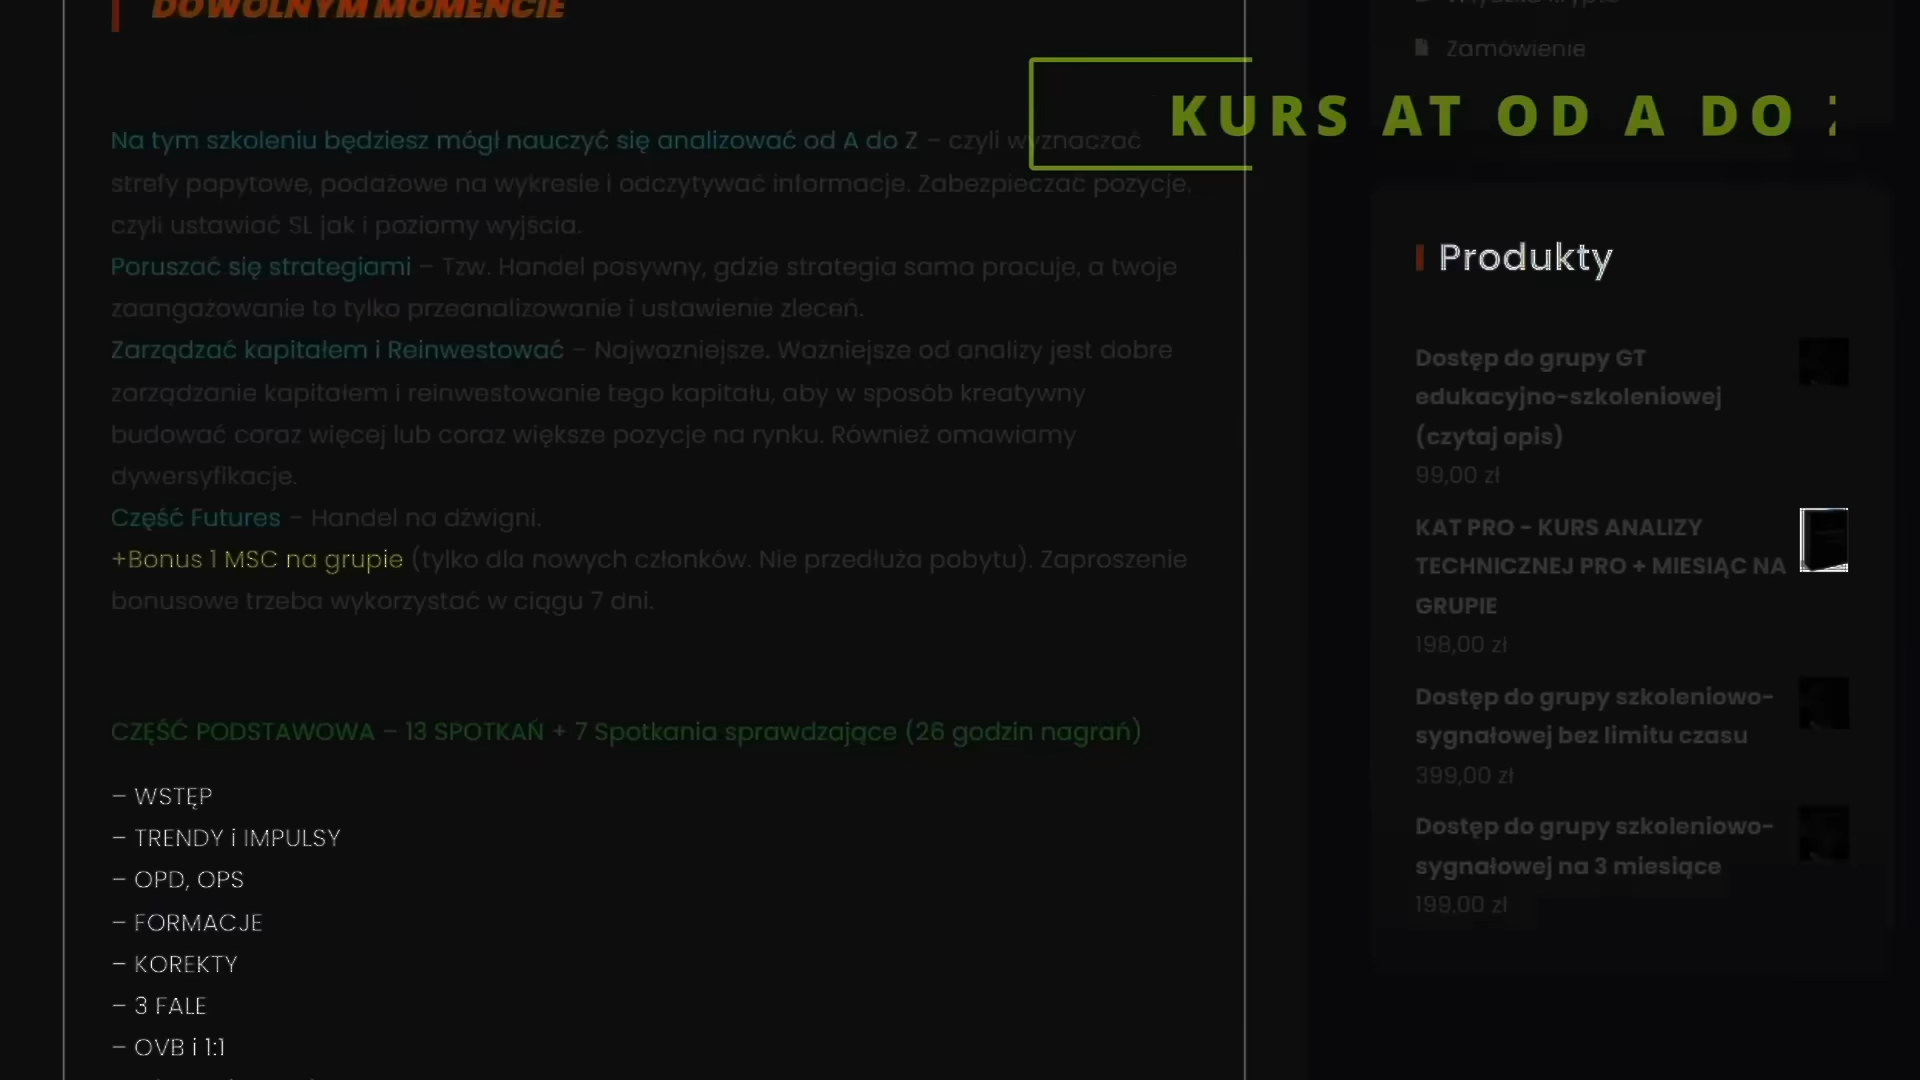 DOWOLNYM MOMENCIE
Na tym szkoleniu będziesz mógł nauczyć się analizować od A do Z – czyli wyznaczać
strefy popytowe, podażowe na wykresie i odczytywać informacje. Zabezpieczać pozycje.
czyli ustawiać SL jak i poziomy wyjścia.
Poruszać się strategiami – Tzw. Handel pasywny, gdzie strategia sama pracuje, a twoje
zaangażowanie to tylko przeanalizowanie i ustawienie zleceń.
Zarządzać kapitałem i Reinwestować – Najważniejsze. Ważniejsze od analizy jest dobre
zarządzanie kapitałem i reinwestowanie tego kapitału, aby w sposób kreatywny
budować coraz więcej lub coraz większe pozycje na rynku. Również omawiamy
dywersyfikacje.
Część Futures – Handel na dźwigni.
+Bonus 1 MSC na grupie (tylko dla nowych członków. Nie przedłuża pobytu). Zaproszenie
bonusowe trzeba wykorzystać w ciągu 7 dni.
CZĘŚĆ PODSTAWOWA – 13 SPOTKAŃ + 7 Spotkania sprawdzające (26 godzin nagrań)
– WSTĘP
– TRENDY i IMPULSY
– OPD, OPS
– FORMACJE
– KOREKTY
– 3 FALE
– OVB i 1:1
Zamówienie
KURS AT OD A DO
Produkty
Dostęp do grupy GT
edukacyjno-szkoleniowej
(czytaj opis)
99,00 zł
KAT PRO - KURS ANALIZY
TECHNICZNEJ PRO + MIESIĄC NA
GRUPIE
198,00 zł
Dostęp do grupy szkoleniowo-
sygnałowej bez limitu czasu
399,00 zł
Dostęp do grupy szkoleniowo-
sygnałowej na 3 miesiące
199,00 zł